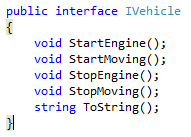 public interface IVehicle
{
    void StartEngine();
    void StartMoving();
    void StopEngine();
    void StopMoving();
    string ToString();
}